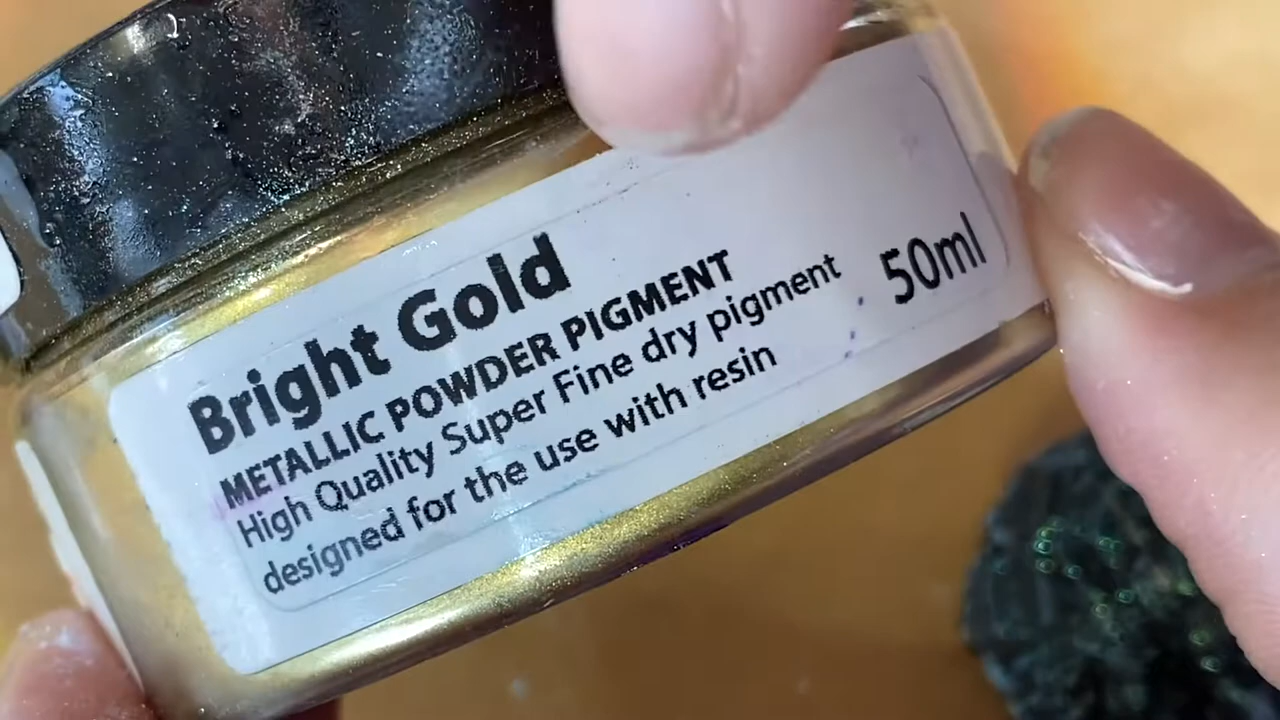 Bright Gold
METALLIC POWDER PIGMENT
High Quality Super Fine dry pigment
designed for the use with resin
50ml